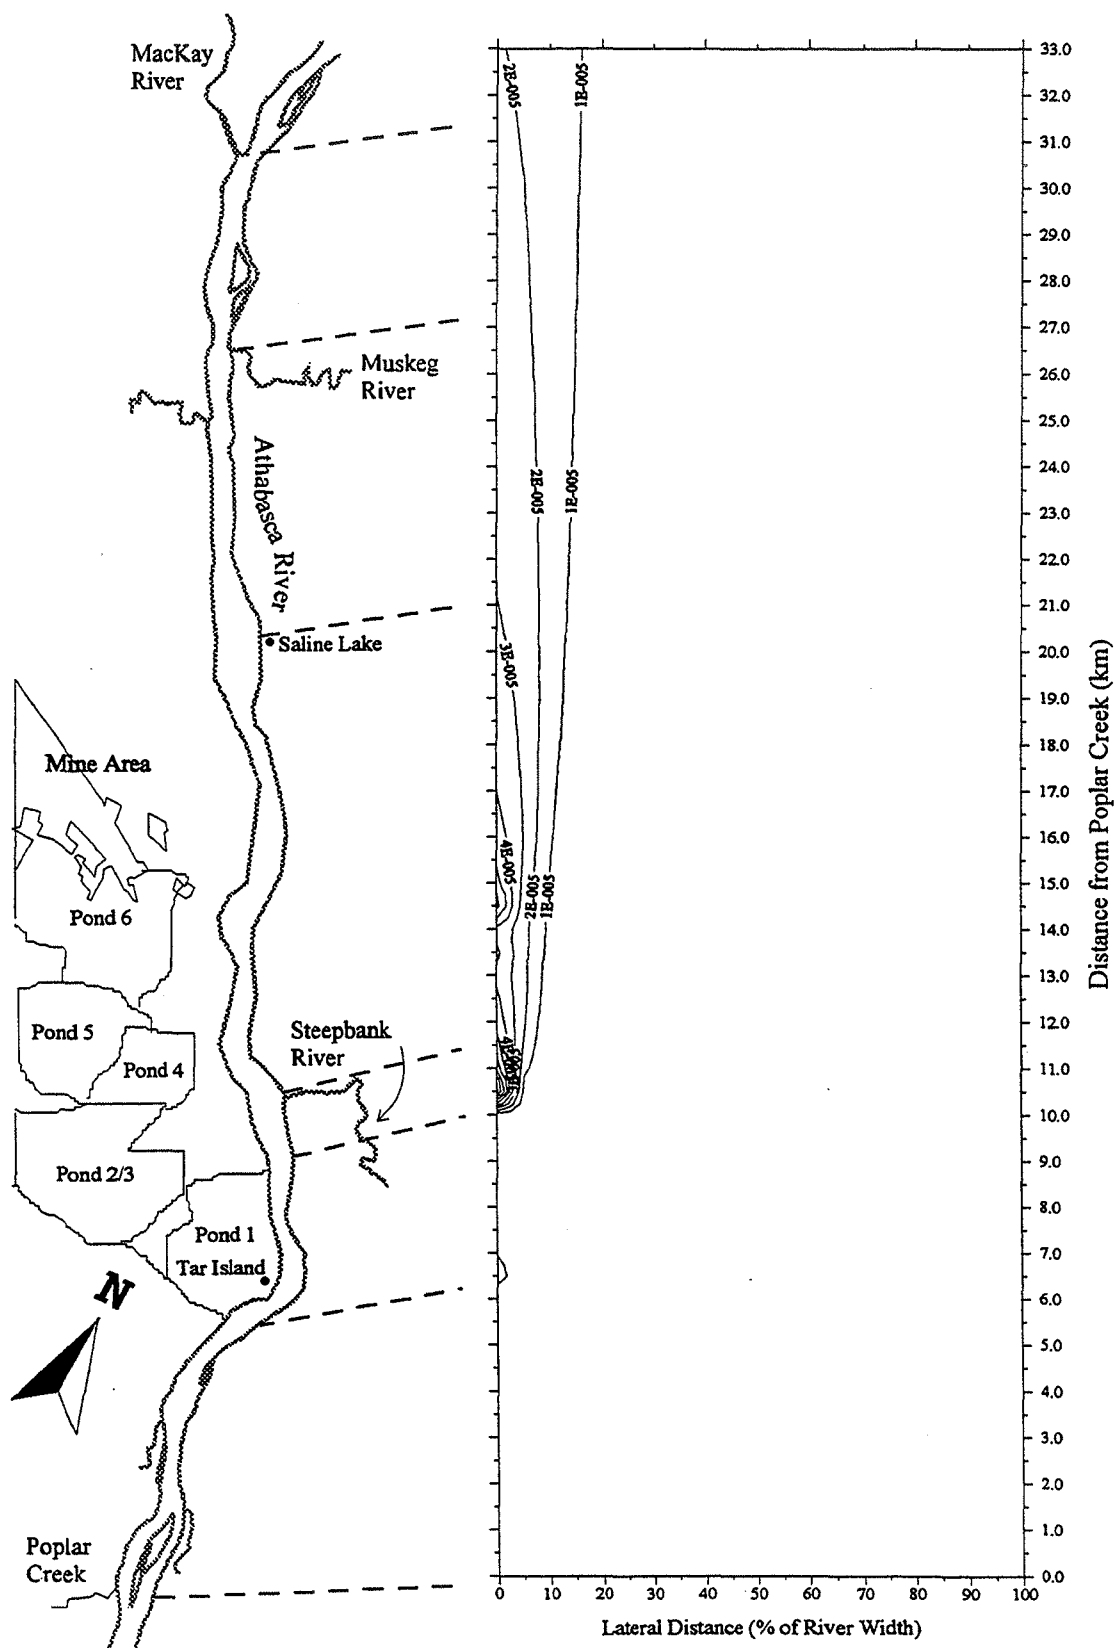 MacKay
River
Muskeg
River
Athabasca River
Saline Lake
Mine Area
Pond 6
Pond 5
Pond 4
Steepbank
River
Pond 2/3
Pond 1
Tar Island
N
Poplar
Creek
2E-005
1E-005
2E-005
1E-005
3E-005
4E-005
2E-005
1E-005
33.0
32.0
31.0
30.0
29.0
28.0
27.0
26.0
25.0
24.0
23.0
22.0
21.0
20.0
19.0
18.0
17.0
16.0
15.0
14.0
13.0
12.0
11.0
10.0
9.0
8.0
7.0
6.0
5.0
4.0
3.0
2.0
1.0
0.0
Distance from Poplar Creek (km)
0 10 20 30 40 50 60 70 80 90 100
Lateral Distance (% of River Width)